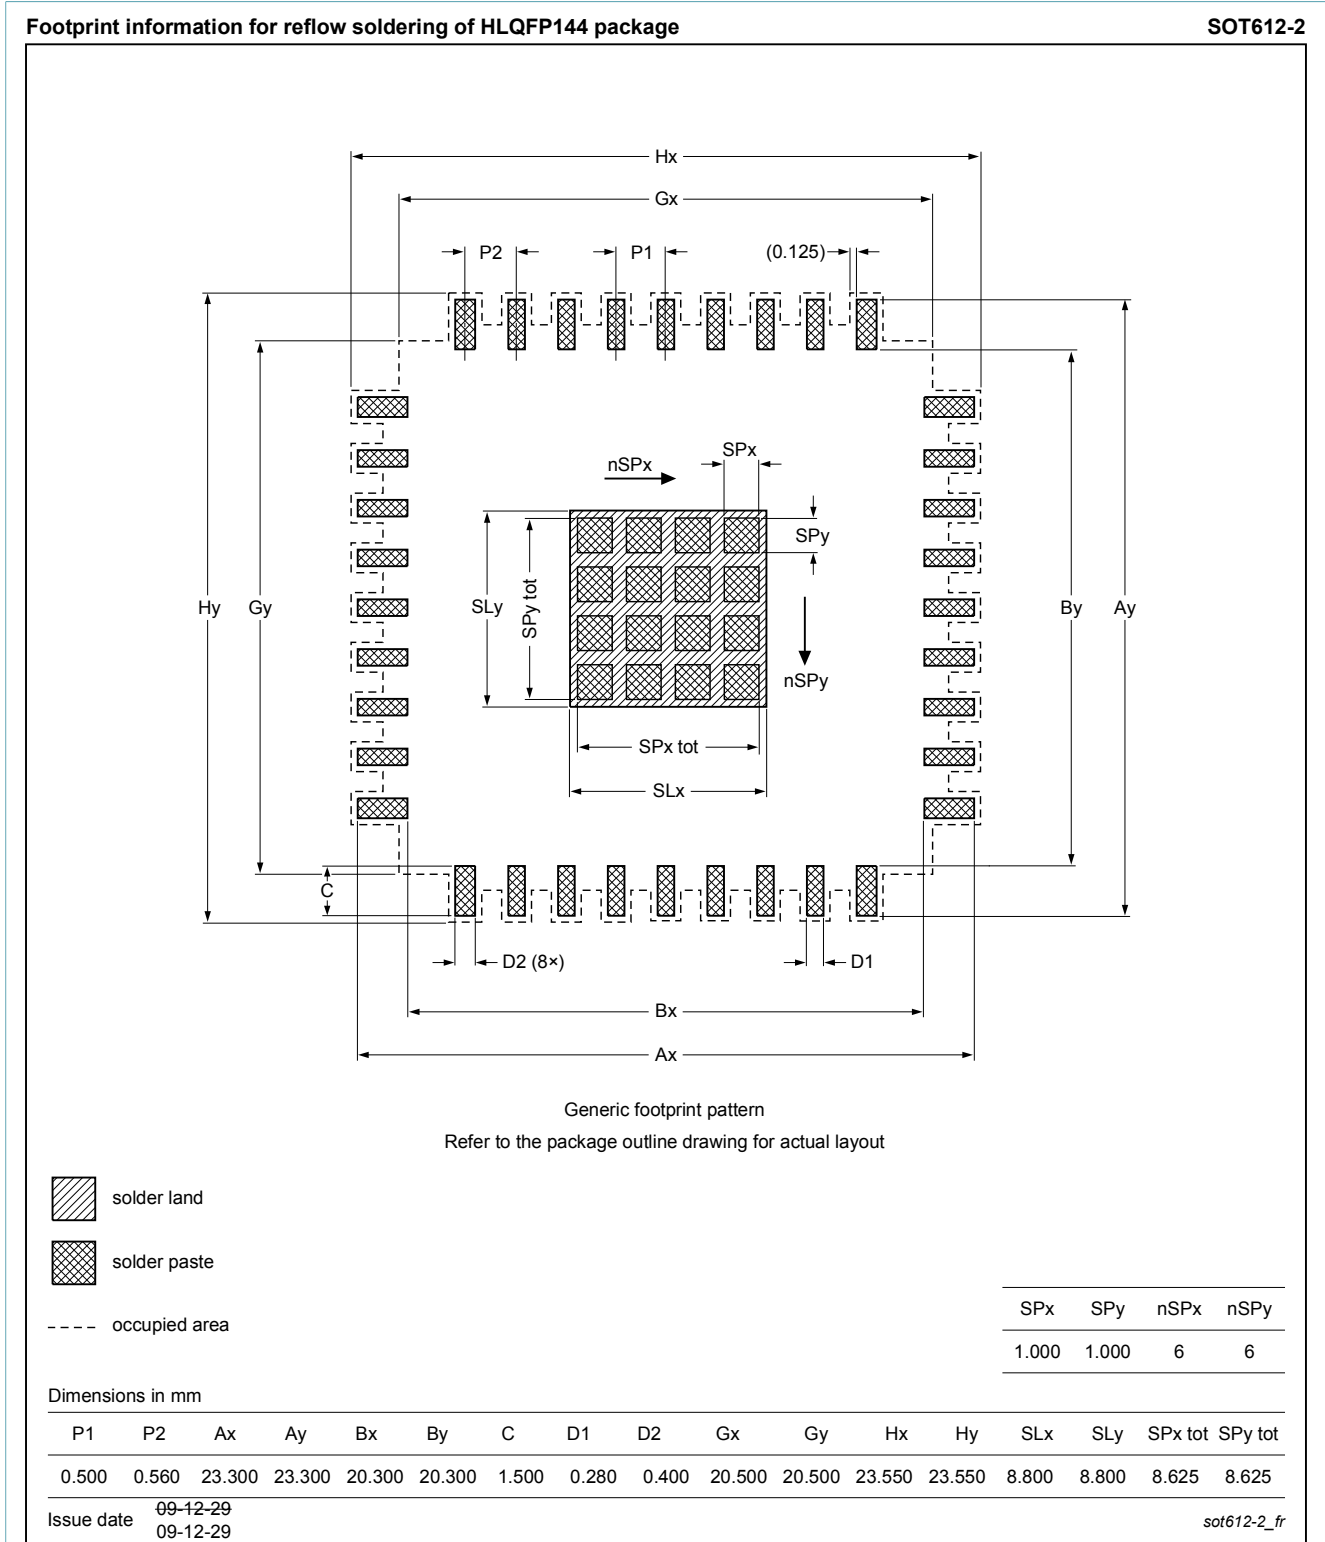 Footprint information for reflow soldering of HLQFP144 package SOT612-2
Hx
Gx
P2 P1 (0.125)
SPx
nSPx
SPy
Hy Gy SLy SPy tot By Ay
nSPy
SPx tot
SLx
C
D2 (8×) D1
Bx
Ax
Generic footprint pattern
Refer to the package outline drawing for actual layout
solder land
solder paste
occupied area
SPx SPy nSPx nSPy
1.000 1.000 6 6
Dimensions in mm
P1 P2 Ax Ay Bx By C D1 D2 Gx Gy Hx Hy SLx SLy SPx tot SPy tot
0.500 0.560 23.300 23.300 20.300 20.300 1.500 0.280 0.400 20.500 20.500 23.550 23.550 8.800 8.800 8.625 8.625
Issue date 09-12-29
09-12-29
sot612-2_fr